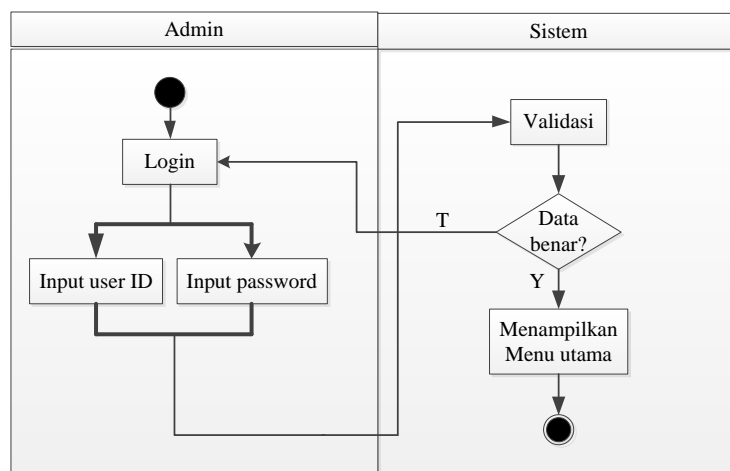 Admin
Sistem
Validasi
Login
T
Data
benar?
Input user ID
Input password
Y
Menampilkan
Menu utama